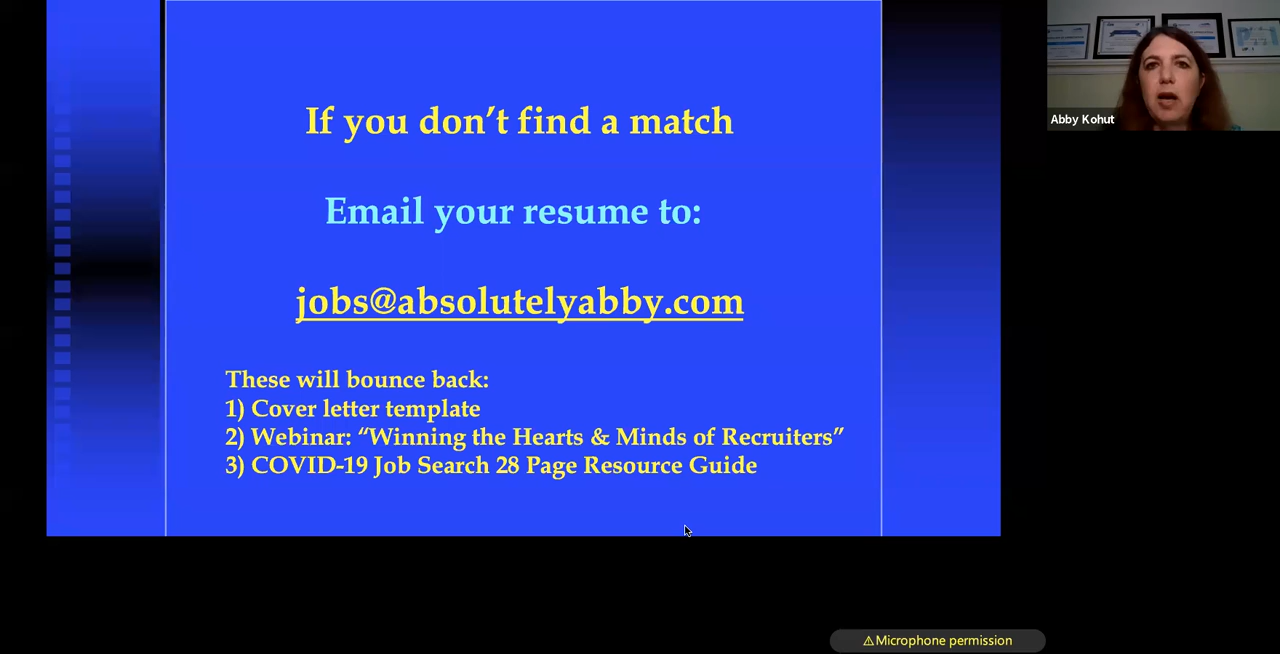 If you don’t find a match
Email your resume to:
jobs@absolutelyabby.com
These will bounce back:
1) Cover letter template
2) Webinar: “Winning the Hearts & Minds of Recruiters”
3) COVID-19 Job Search 28 Page Resource Guide
Abby Kohut
⚠Microphone permission